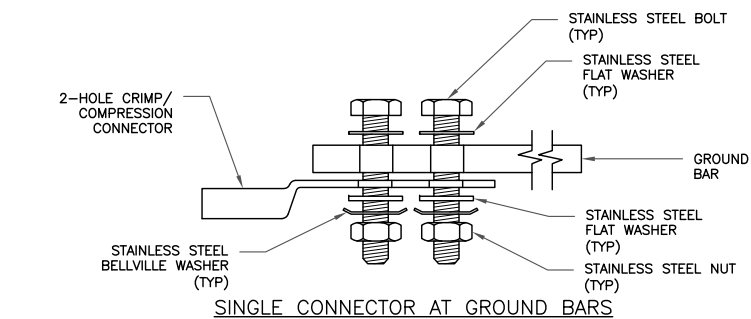 STAINLESS STEEL BOLT
(TYP)
STAINLESS STEEL
FLAT WASHER
(TYP)
2-HOLE CRIMP/
COMPRESSION
CONNECTOR
GROUND
BAR
STAINLESS STEEL
FLAT WASHER
(TYP)
STAINLESS STEEL
BELLVILLE WASHER
(TYP)
STAINLESS STEEL NUT
(TYP)
SINGLE CONNECTOR AT GROUND BARS